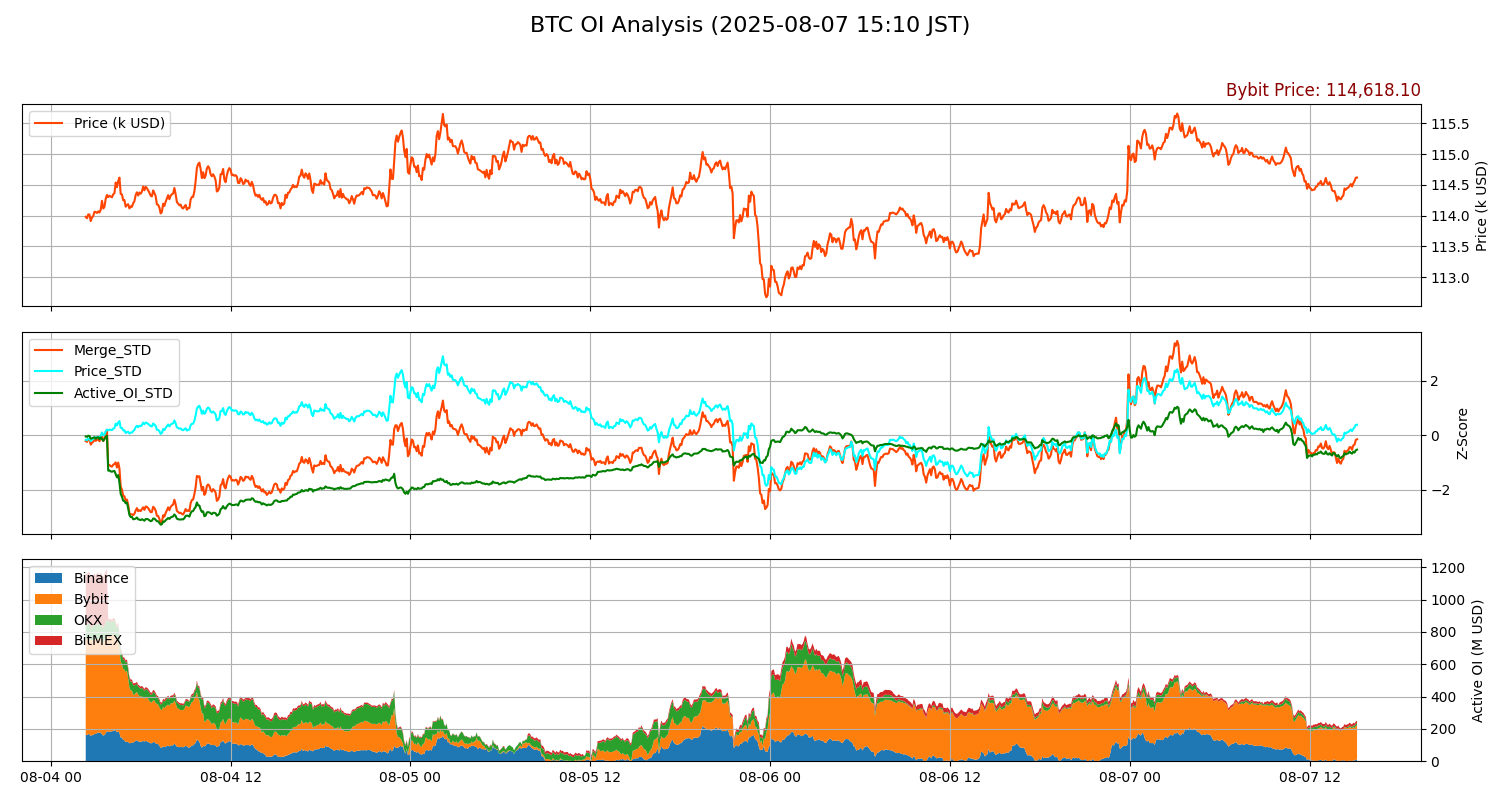 BTC OI Analysis (2025-08-07 15:10 JST)
Bybit Price: 114,618.10
Price (k USD)
115.5
115.0
114.5
114.0
113.5
113.0
Price (k USD)
Merge_STD
Price_STD
Active_OI_STD
2
0
−2
Z-Score
Binance
Bybit
OKX
BitMEX
1200
1000
800
600
400
200
0
Active OI (M USD)
08-04 00
08-04 12
08-05 00
08-05 12
08-06 00
08-06 12
08-07 00
08-07 12